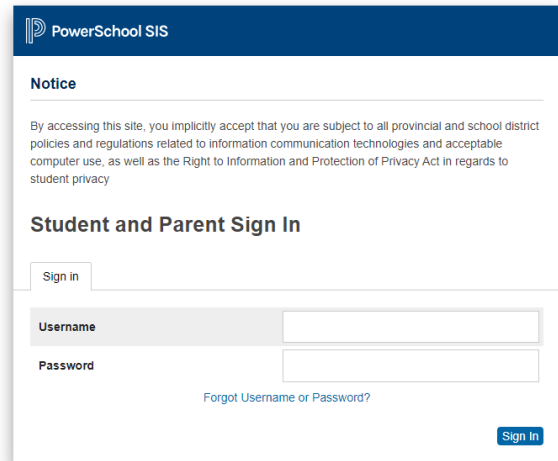 PowerSchool SIS
Notice
By accessing this site, you implicitly accept that you are subject to all provincial and school district
policies and regulations related to information communication technologies and acceptable
computer use, as well as the Right to Information and Protection of Privacy Act in regards to
student privacy
Student and Parent Sign In
Sign in
Username
Password
Forgot Username or Password?
Sign In